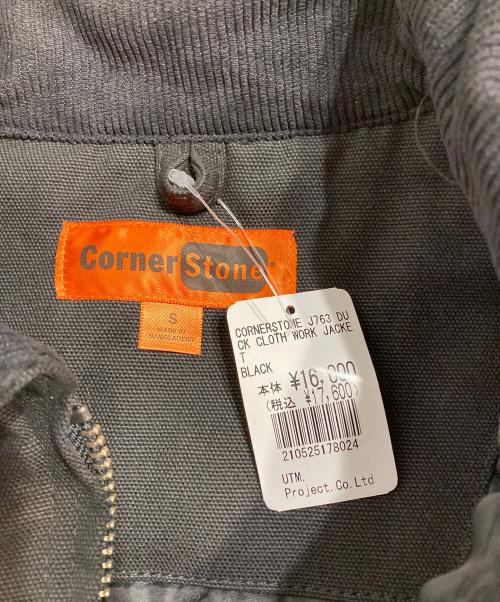 CornerStone
S
MADE IN
BANGLADESH
CORNERSTOME J763 DU
CK CLOTH WORK JACKE
T
BLACK
本体 ¥16,000
(税込 ¥17,600)
210525178024
UTM.
Project.Co.Ltd